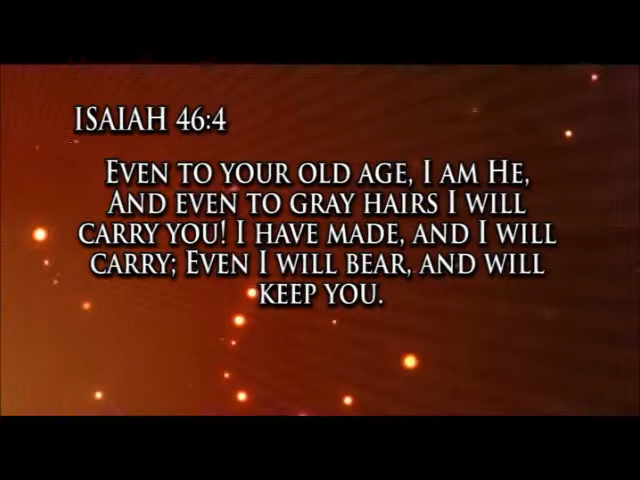 ISAIAH 46:4
EVEN TO YOUR OLD AGE, I AM HE,
AND EVEN TO GRAY HAIRS I WILL
CARRY YOU! I HAVE MADE, AND I WILL
CARRY; EVEN I WILL BEAR, AND WILL
KEEP YOU.